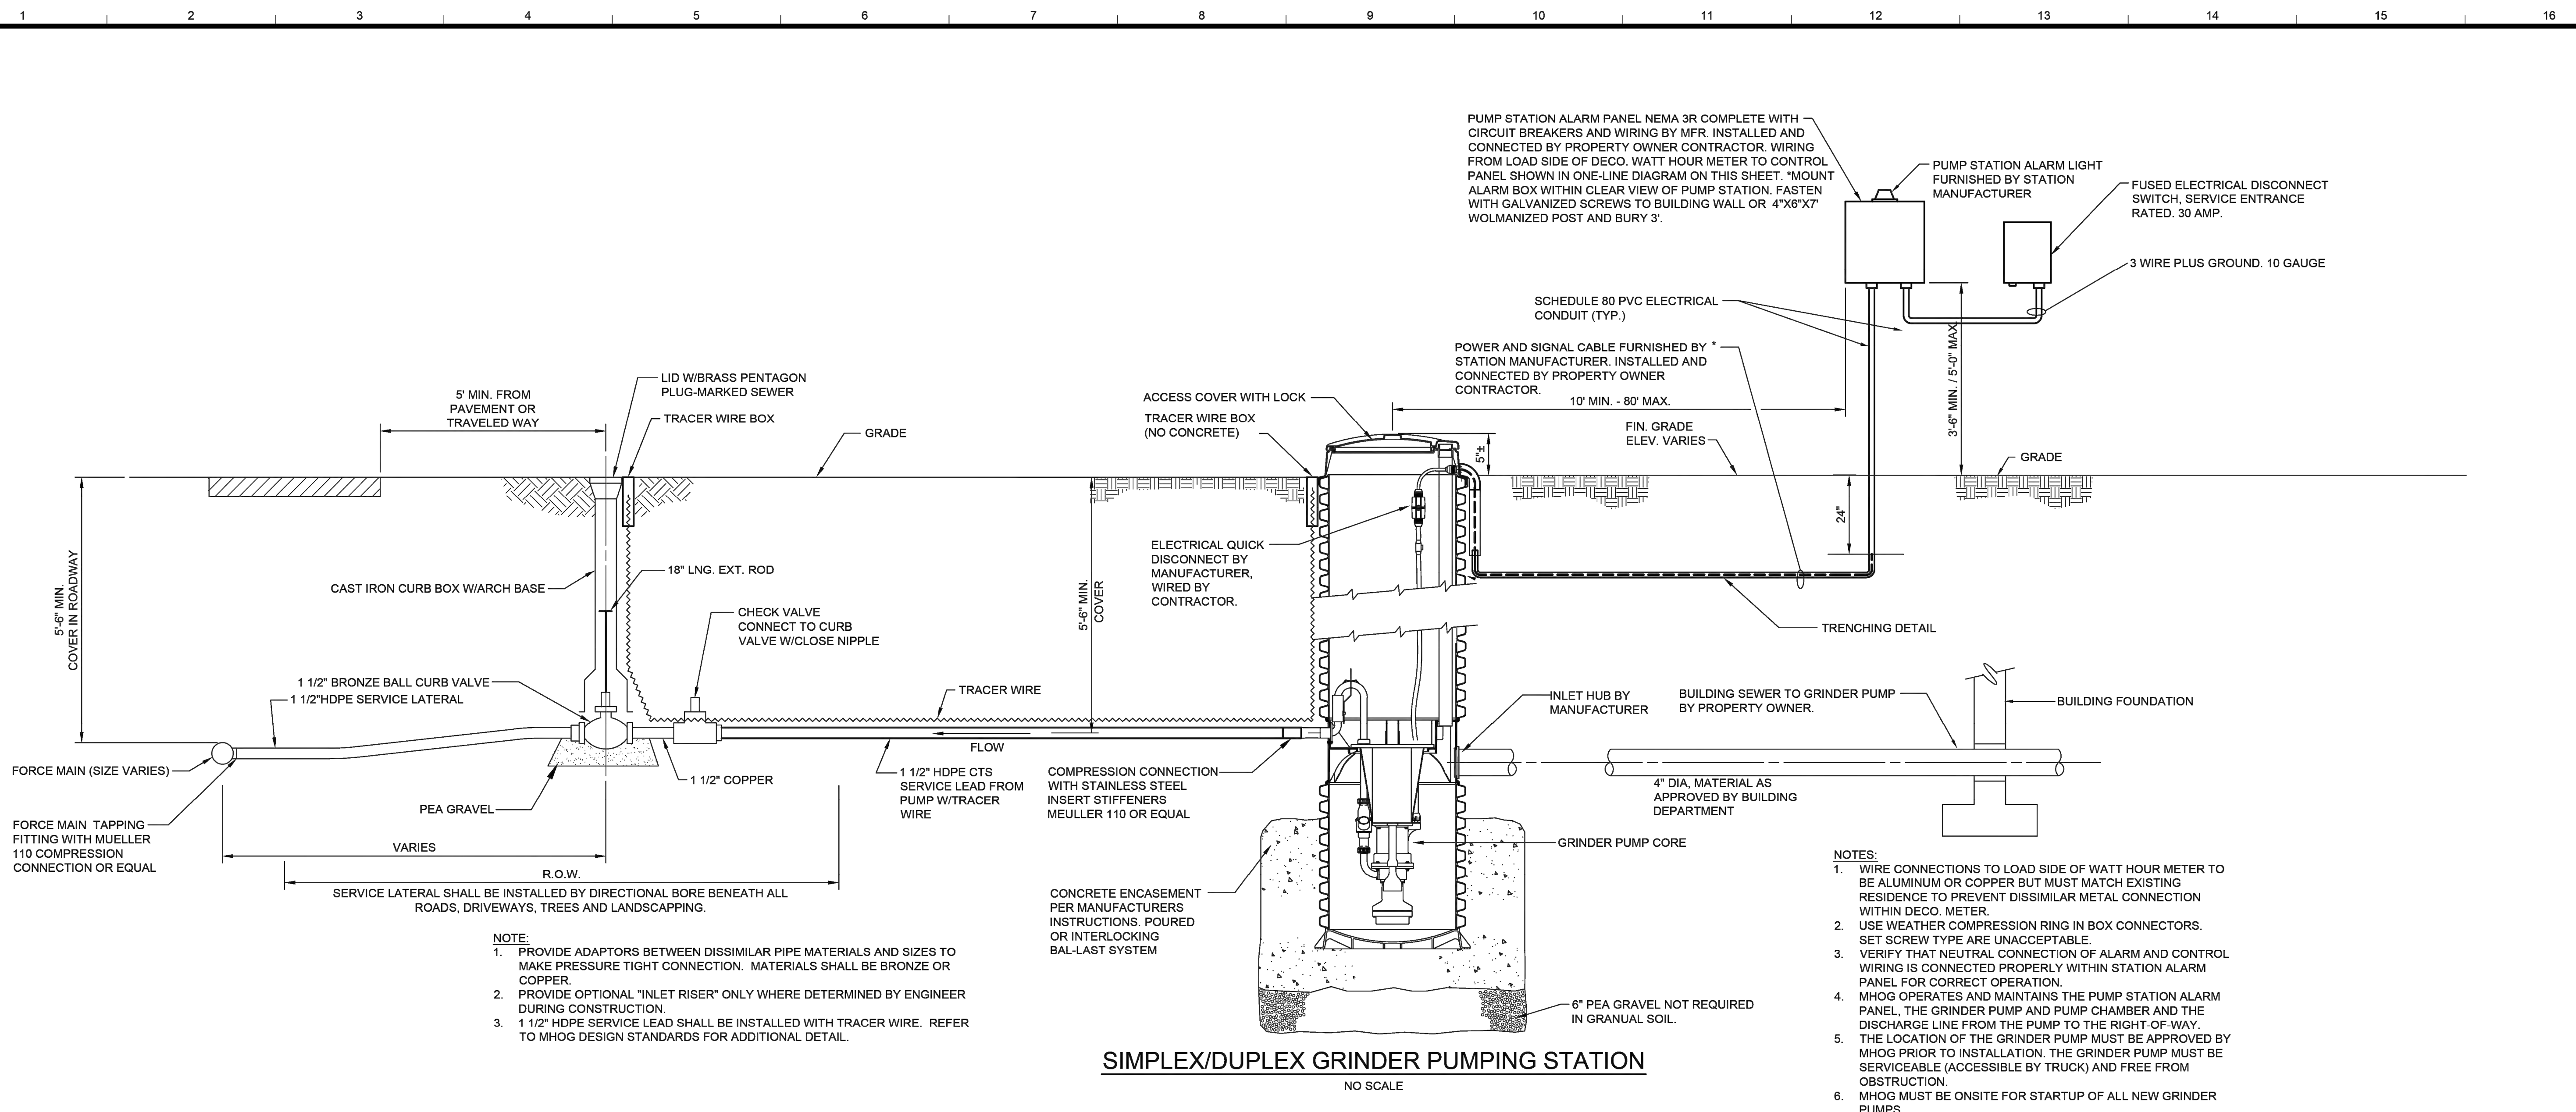 1 2 3 4 5 6 7 8 9 10 11 12 13 14 15 16
PUMP STATION ALARM PANEL NEMA 3R COMPLETE WITH
CIRCUIT BREAKERS AND WIRING BY MFR. INSTALLED AND
CONNECTED BY PROPERTY OWNER CONTRACTOR. WIRING
FROM LOAD SIDE OF DECO. WATT HOUR METER TO CONTROL
PANEL SHOWN IN ONE-LINE DIAGRAM ON THIS SHEET. *MOUNT
ALARM BOX WITHIN CLEAR VIEW OF PUMP STATION. FASTEN
WITH GALVANIZED SCREWS TO BUILDING WALL OR 4"X6"X7'
WOLMANIZED POST AND BURY 3'.
PUMP STATION ALARM LIGHT
FURNISHED BY STATION
MANUFACTURER
FUSED ELECTRICAL DISCONNECT
SWITCH, SERVICE ENTRANCE
RATED. 30 AMP.
3 WIRE PLUS GROUND. 10 GAUGE
SCHEDULE 80 PVC ELECTRICAL
CONDUIT (TYP.)
POWER AND SIGNAL CABLE FURNISHED BY *
STATION MANUFACTURER. INSTALLED AND
CONNECTED BY PROPERTY OWNER
CONTRACTOR.
3'-6" MIN. / 5'-0" MAX.
10' MIN. - 80' MAX.
LID W/BRASS PENTAGON
PLUG-MARKED SEWER
5' MIN. FROM
PAVEMENT OR
TRAVELED WAY
TRACER WIRE BOX
GRADE
ACCESS COVER WITH LOCK
TRACER WIRE BOX
(NO CONCRETE)
5"±
FIN. GRADE
ELEV. VARIES
GRADE
24"
5'-6" MIN.
COVER IN ROADWAY
CAST IRON CURB BOX W/ARCH BASE
18" LNG. EXT. ROD
CHECK VALVE
CONNECT TO CURB
VALVE W/CLOSE NIPPLE
5'-6" MIN.
COVER
ELECTRICAL QUICK
DISCONNECT BY
MANUFACTURER,
WIRED BY
CONTRACTOR.
TRENCHING DETAIL
1 1/2" BRONZE BALL CURB VALVE
1 1/2"HDPE SERVICE LATERAL
TRACER WIRE
INLET HUB BY
MANUFACTURER
BUILDING SEWER TO GRINDER PUMP
BY PROPERTY OWNER.
BUILDING FOUNDATION
FLOW
FORCE MAIN (SIZE VARIES)
1 1/2" COPPER
1 1/2" HDPE CTS
SERVICE LEAD FROM
PUMP W/TRACER
WIRE
COMPRESSION CONNECTION
WITH STAINLESS STEEL
INSERT STIFFENERS
MEULLER 110 OR EQUAL
4" DIA, MATERIAL AS
APPROVED BY BUILDING
DEPARTMENT
PEA GRAVEL
FORCE MAIN TAPPING
FITTING WITH MUELLER
110 COMPRESSION
CONNECTION OR EQUAL
VARIES
R.O.W.
SERVICE LATERAL SHALL BE INSTALLED BY DIRECTIONAL BORE BENEATH ALL
ROADS, DRIVEWAYS, TREES AND LANDSCAPPING.
GRINDER PUMP CORE
CONCRETE ENCASEMENT
PER MANUFACTURERS
INSTRUCTIONS. POURED
OR INTERLOCKING
BAL-LAST SYSTEM
6" PEA GRAVEL NOT REQUIRED
IN GRANUAL SOIL.
NOTE:
1. PROVIDE ADAPTORS BETWEEN DISSIMILAR PIPE MATERIALS AND SIZES TO
MAKE PRESSURE TIGHT CONNECTION. MATERIALS SHALL BE BRONZE OR
COPPER.
2. PROVIDE OPTIONAL "INLET RISER" ONLY WHERE DETERMINED BY ENGINEER
DURING CONSTRUCTION.
3. 1 1/2" HDPE SERVICE LEAD SHALL BE INSTALLED WITH TRACER WIRE. REFER
TO MHOG DESIGN STANDARDS FOR ADDITIONAL DETAIL.
SIMPLEX/DUPLEX GRINDER PUMPING STATION
NO SCALE
NOTES:
1. WIRE CONNECTIONS TO LOAD SIDE OF WATT HOUR METER TO
BE ALUMINUM OR COPPER BUT MUST MATCH EXISTING
RESIDENCE TO PREVENT DISSIMILAR METAL CONNECTION
WITHIN DECO. METER.
2. USE WEATHER COMPRESSION RING IN BOX CONNECTORS.
SET SCREW TYPE ARE UNACCEPTABLE.
3. VERIFY THAT NEUTRAL CONNECTION OF ALARM AND CONTROL
WIRING IS CONNECTED PROPERLY WITHIN STATION ALARM
PANEL FOR CORRECT OPERATION.
4. MHOG OPERATES AND MAINTAINS THE PUMP STATION ALARM
PANEL, THE GRINDER PUMP AND PUMP CHAMBER AND THE
DISCHARGE LINE FROM THE PUMP TO THE RIGHT-OF-WAY.
5. THE LOCATION OF THE GRINDER PUMP MUST BE APPROVED BY
MHOG PRIOR TO INSTALLATION. THE GRINDER PUMP MUST BE
SERVICEABLE (ACCESSIBLE BY TRUCK) AND FREE FROM
OBSTRUCTION.
6. MHOG MUST BE ONSITE FOR STARTUP OF ALL NEW GRINDER
PUMPS